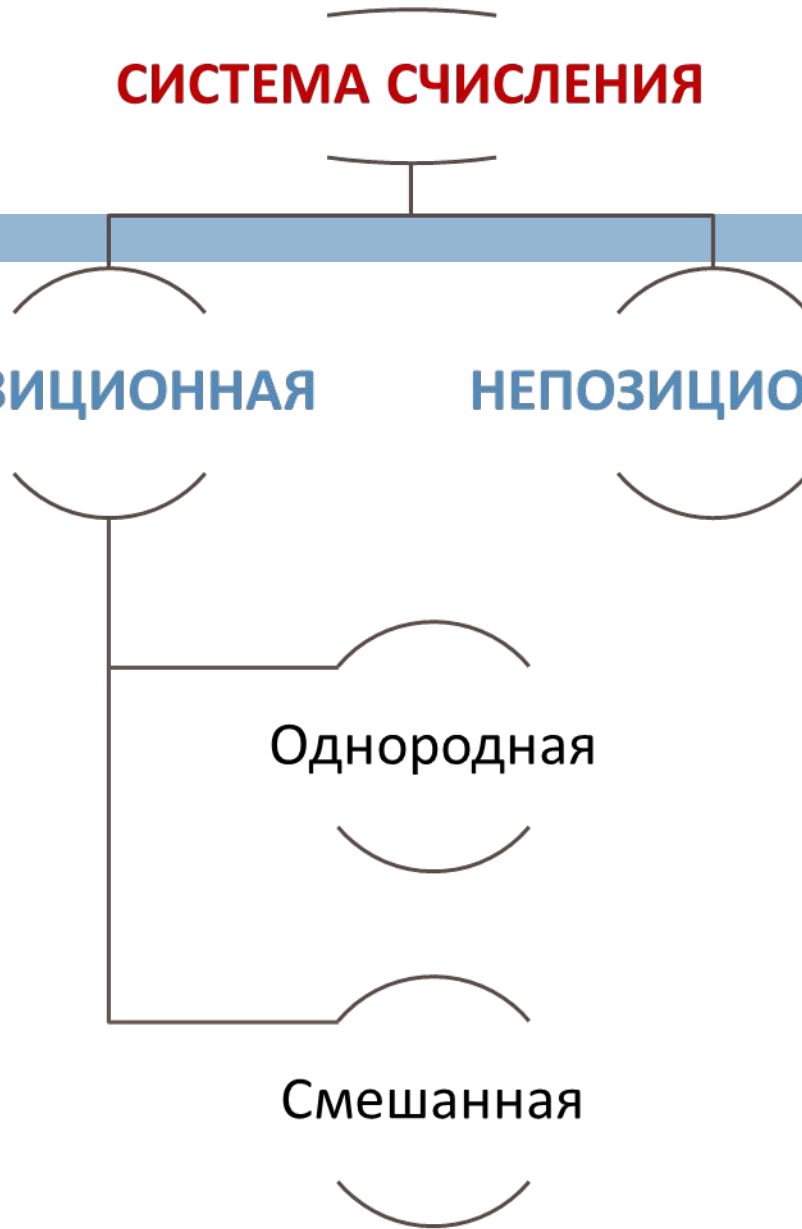 СИСТЕМА СЧИСЛЕНИЯ
ЗИЦИОННАЯ НЕПОЗИЦИО
Однородная
Смешанная